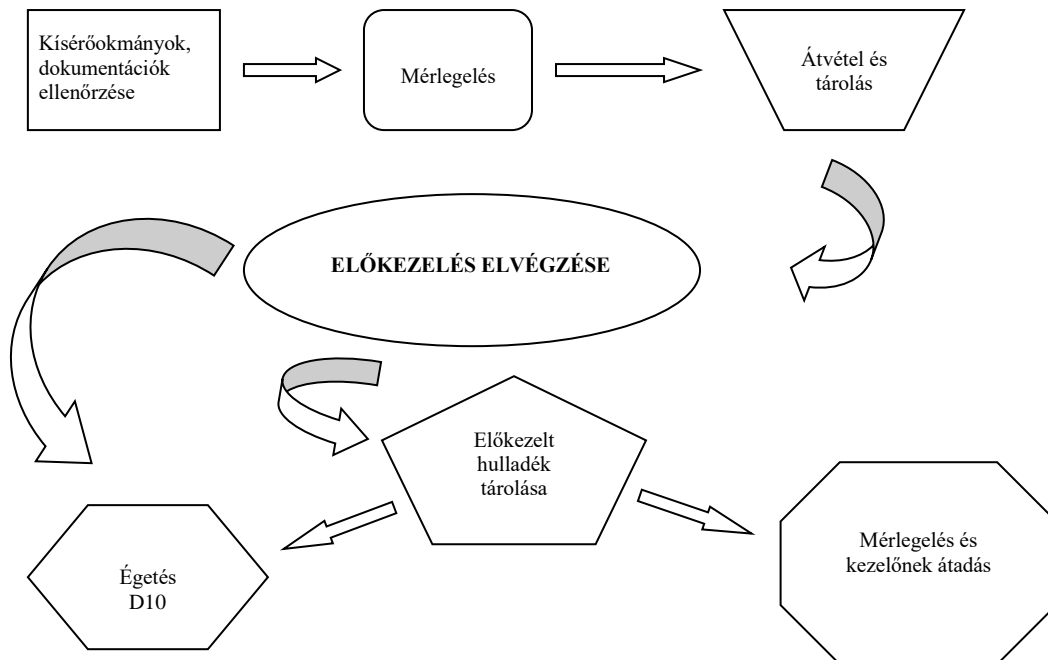 Kísérőokmányok,
dokumentációk
ellenőrzése
Mérlegelés
Átvétel és
tárolás
ELŐKEZELÉS ELVÉGZÉSE
Előkezelt
hulladék
tárolása
Égetés
D10
Mérlegelés és
kezelőnek átadás